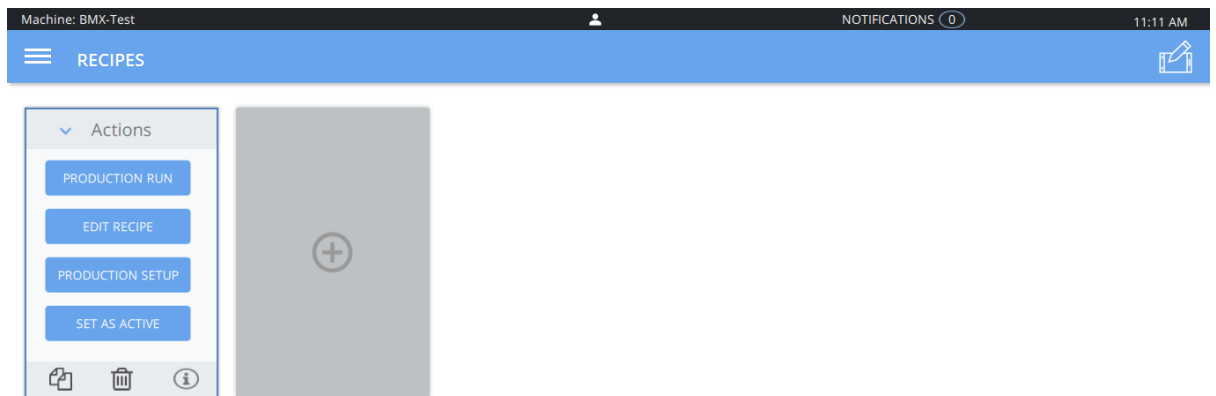 Machine: BMX-Test NOTIFICATIONS 0 11:11 AM
RECIPES
Actions
PRODUCTION RUN
EDIT RECIPE
PRODUCTION SETUP
SET AS ACTIVE